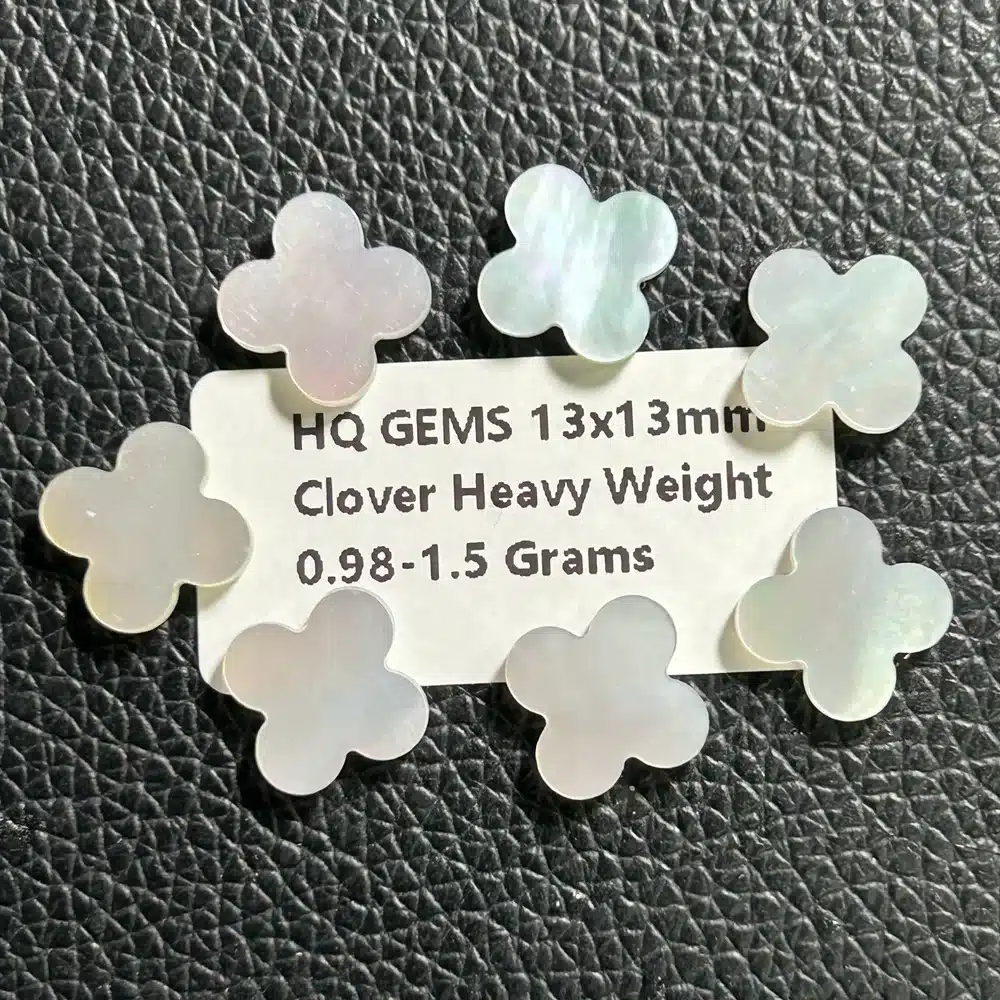 HQ GEMS 13x13mm
Clover Heavy Weight
0.98-1.5 Grams